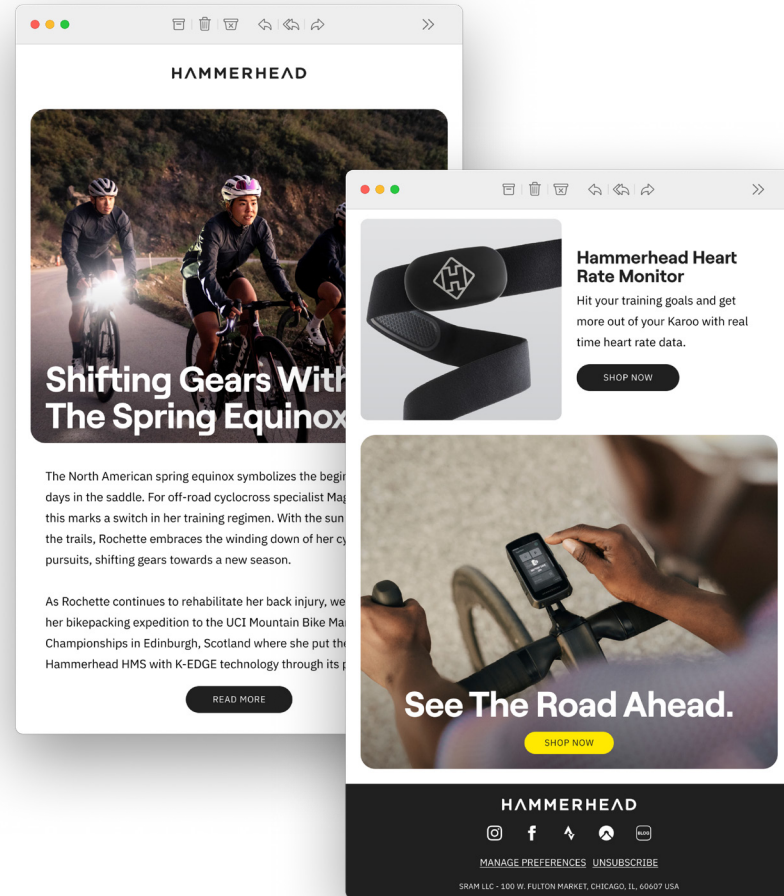 HAMMERHEAD
Shifting Gears With
The Spring Equinox
The North American spring equinox symbolizes the
days in the saddle. For off-road cyclocross specialist
this marks a switch in her training regimen. With the sun
the trails, Rochette embraces the winding down of her
pursuits, shifting gears towards a new season.
As Rochette continues to rehabilitate her back injury, we
her bikepacking expedition to the UCI Mountain Bike
Championships in Edinburgh, Scotland where she put
Hammerhead HMS with K-EDGE technology through its
READ MORE
Hammerhead Heart
Rate Monitor
Hit your training goals and get
more out of your Karoo with real
time heart rate data.
SHOP NOW
See The Road Ahead.
SHOP NOW
HAMMERHEAD
BLOG
MANAGE PREFERENCES UNSUBSCRIBE
SRAM LLC - 100 W. FULTON MARKET, CHICAGO, IL, 60607 USA